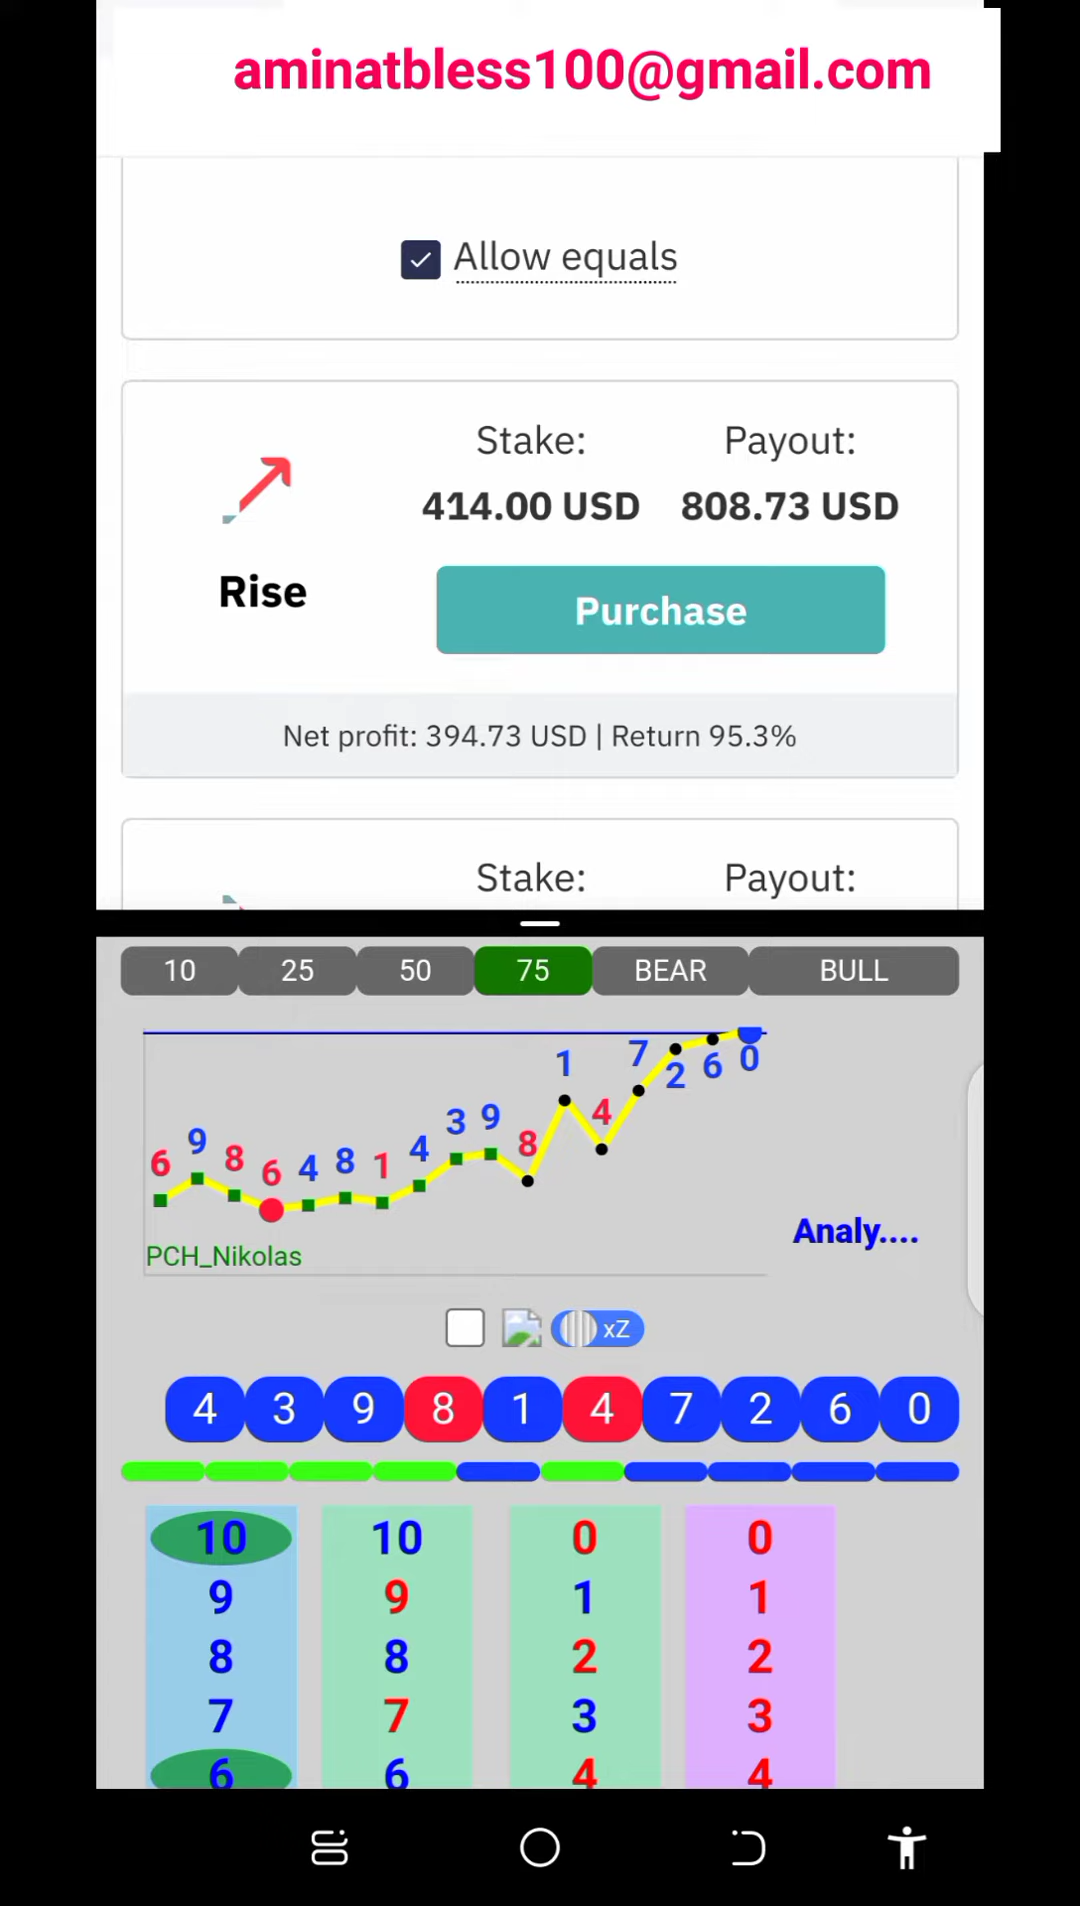 aminatbless100@gmail.com
Allow equals
Stake: Payout:
414.00 USD 808.73 USD
Rise
Purchase
Net profit: 394.73 USD | Return 95.3%
Stake: Payout:
10 25 50 75 BEAR BULL
6 9 8 6 4 8 1 4 3 9 8 1 4 7 2 6 0
Analy....
PCH_Nikolas
xZ
4 3 9 8 1 4 7 2 6 0
10 10 0 0
9 9 1 1
8 8 2 2
7 7 3 3
6 6 4 4